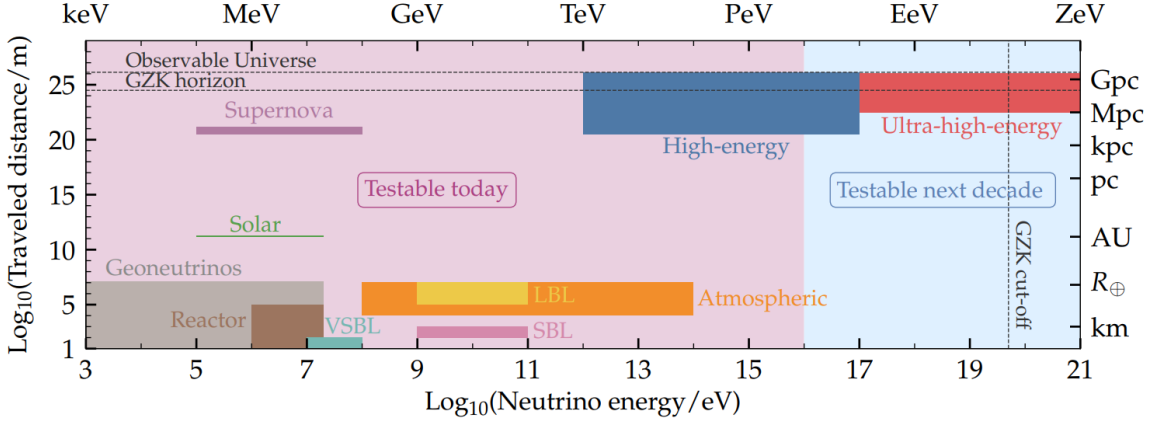 keV MeV GeV TeV PeV EeV ZeV
Log10(Traveled distance/m)
25
20
15
10
5
1
Observable Universe
GZK horizon
Supernova
High-energy
Ultra-high-energy
Testable today
Testable next decade
Solar
Geoneutrinos
Reactor
VSBL
LBL
SBL
Atmospheric
GZK cut-off
Gpc
Mpc
kpc
pc
AU
R⊕
km
3 5 7 9 11 13 15 17 19 21
Log10(Neutrino energy/eV)